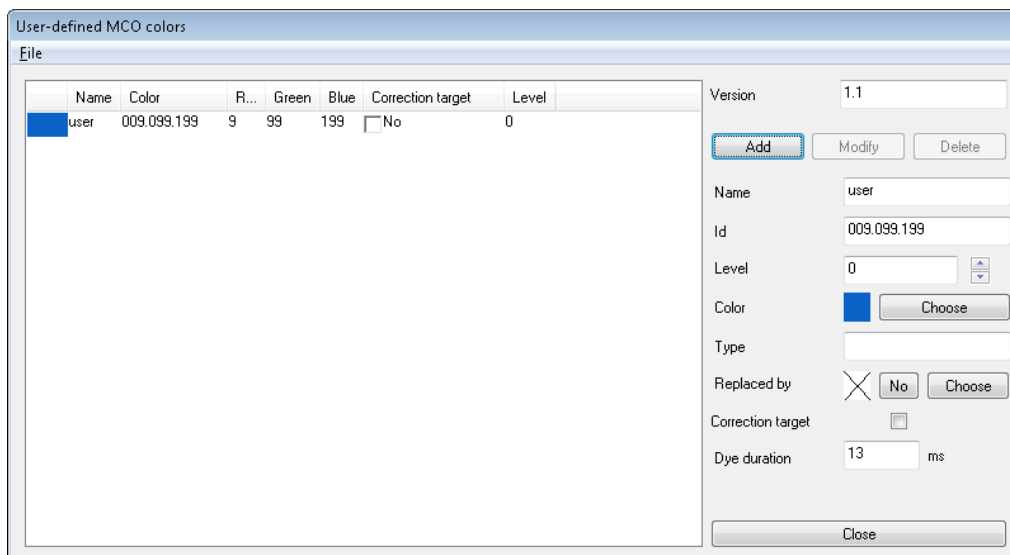 User-defined MCO colors
File
Name Color R... Green Blue Correction target Level
user 009.099.199 9 99 199 No 0
Version 1.1
Add Modify Delete
Name user
Id 009.099.199
Level 0
Color Choose
Type
Replaced by No Choose
Correction target
Dye duration 13 ms
Close